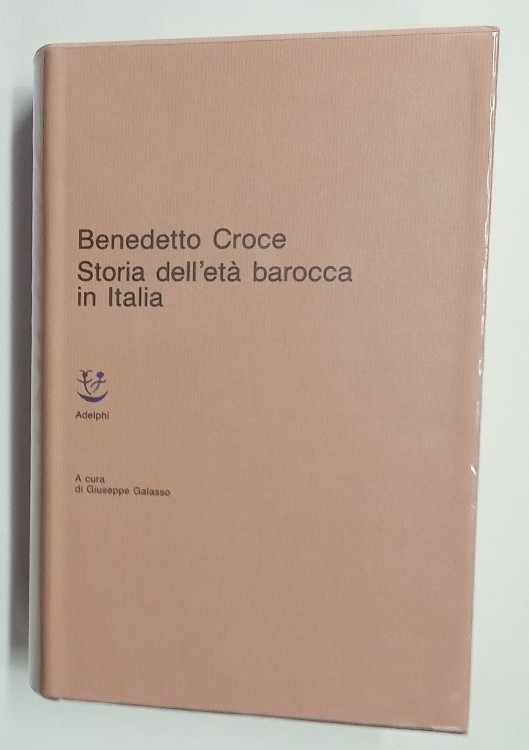 Benedetto Croce
Storia dell'età barocca
in Italia
Adelphi
A cura
di Giuseppe Galasso